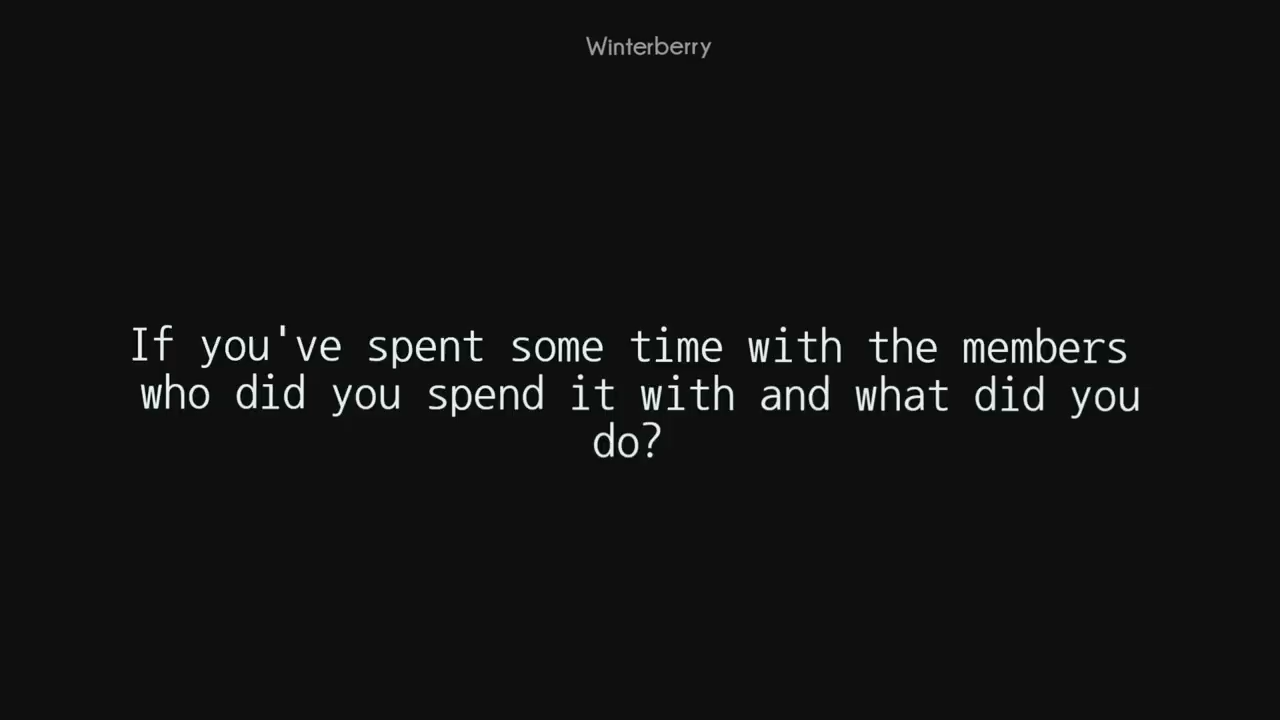 Winterberry
If you've spent some time with the members
who did you spend it with and what did you
do?